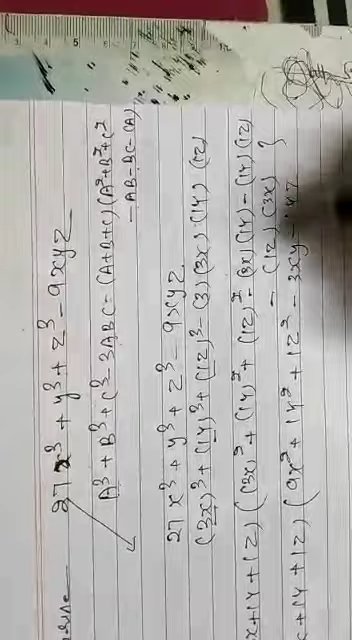 27x³ + y³ + z³ - 9xyz
A³ + B³ + C³ - 3ABC = (A+B+C) (A²+B²+C²
- AB - BC - CA)
27x³ + y³ + z³ - 9xyz
(3x)³ + (1y)³ + (1z)³ - (3) (3x) (1y) (1z)
x+1y+1z) ((3x)² + (1y)² + (1z)² - (3x) (1y) - (1y) (1z)
- (1z) (3x) }
x+1y+1z) (9x² + 1y² + 1z² - 3xy - 1yz